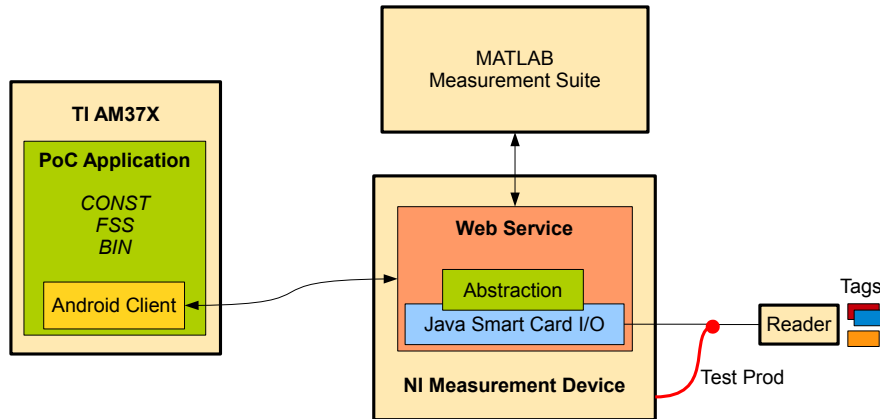 MATLAB
Measurement Suite
TI AM37X
PoC Application
CONST
FSS
BIN
Android Client
Web Service
Abstraction
Java Smart Card I/O
NI Measurement Device
Test Prod
Reader
Tags